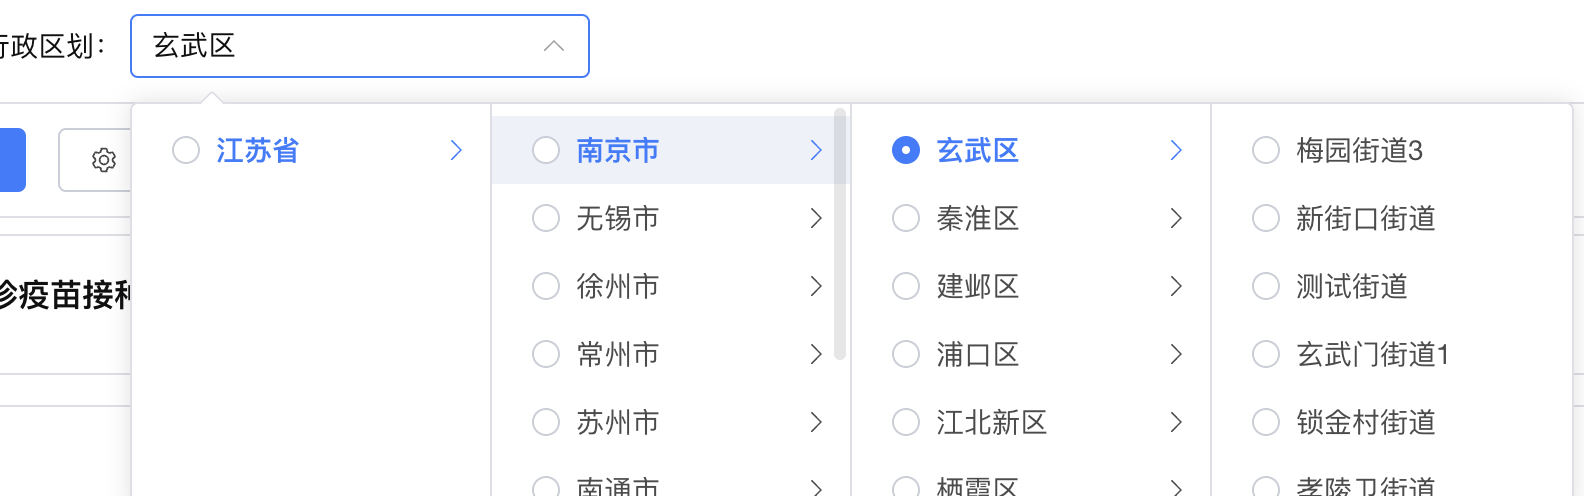 行政区划：
玄武区
诊疫苗接种
江苏省
南京市
无锡市
徐州市
常州市
苏州市
南通市
玄武区
秦淮区
建邺区
浦口区
江北新区
栖霞区
梅园街道3
新街口街道
测试街道
玄武门街道1
锁金村街道
孝陵卫街道